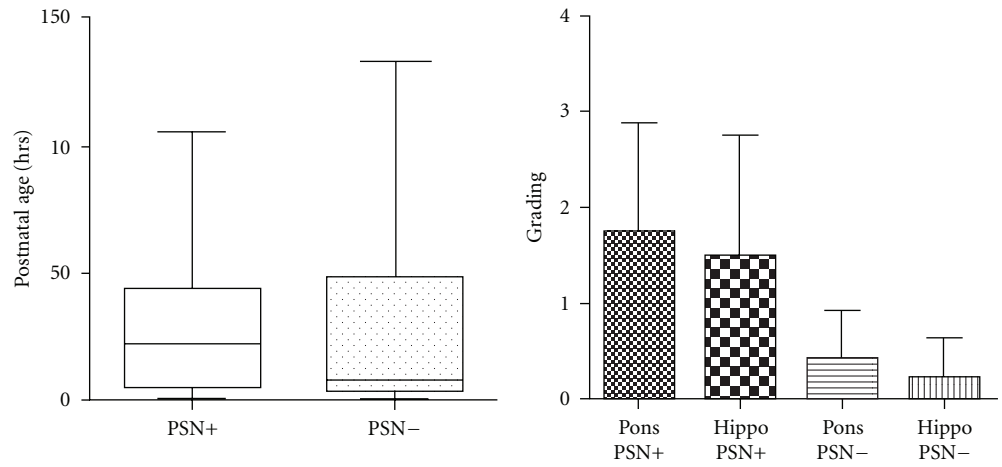 150
10
50
0
Postnatal age (hrs)
PSN+
PSN−
4
3
2
1
0
Grading
Pons
PSN+
Hippo
PSN+
Pons
PSN−
Hippo
PSN−